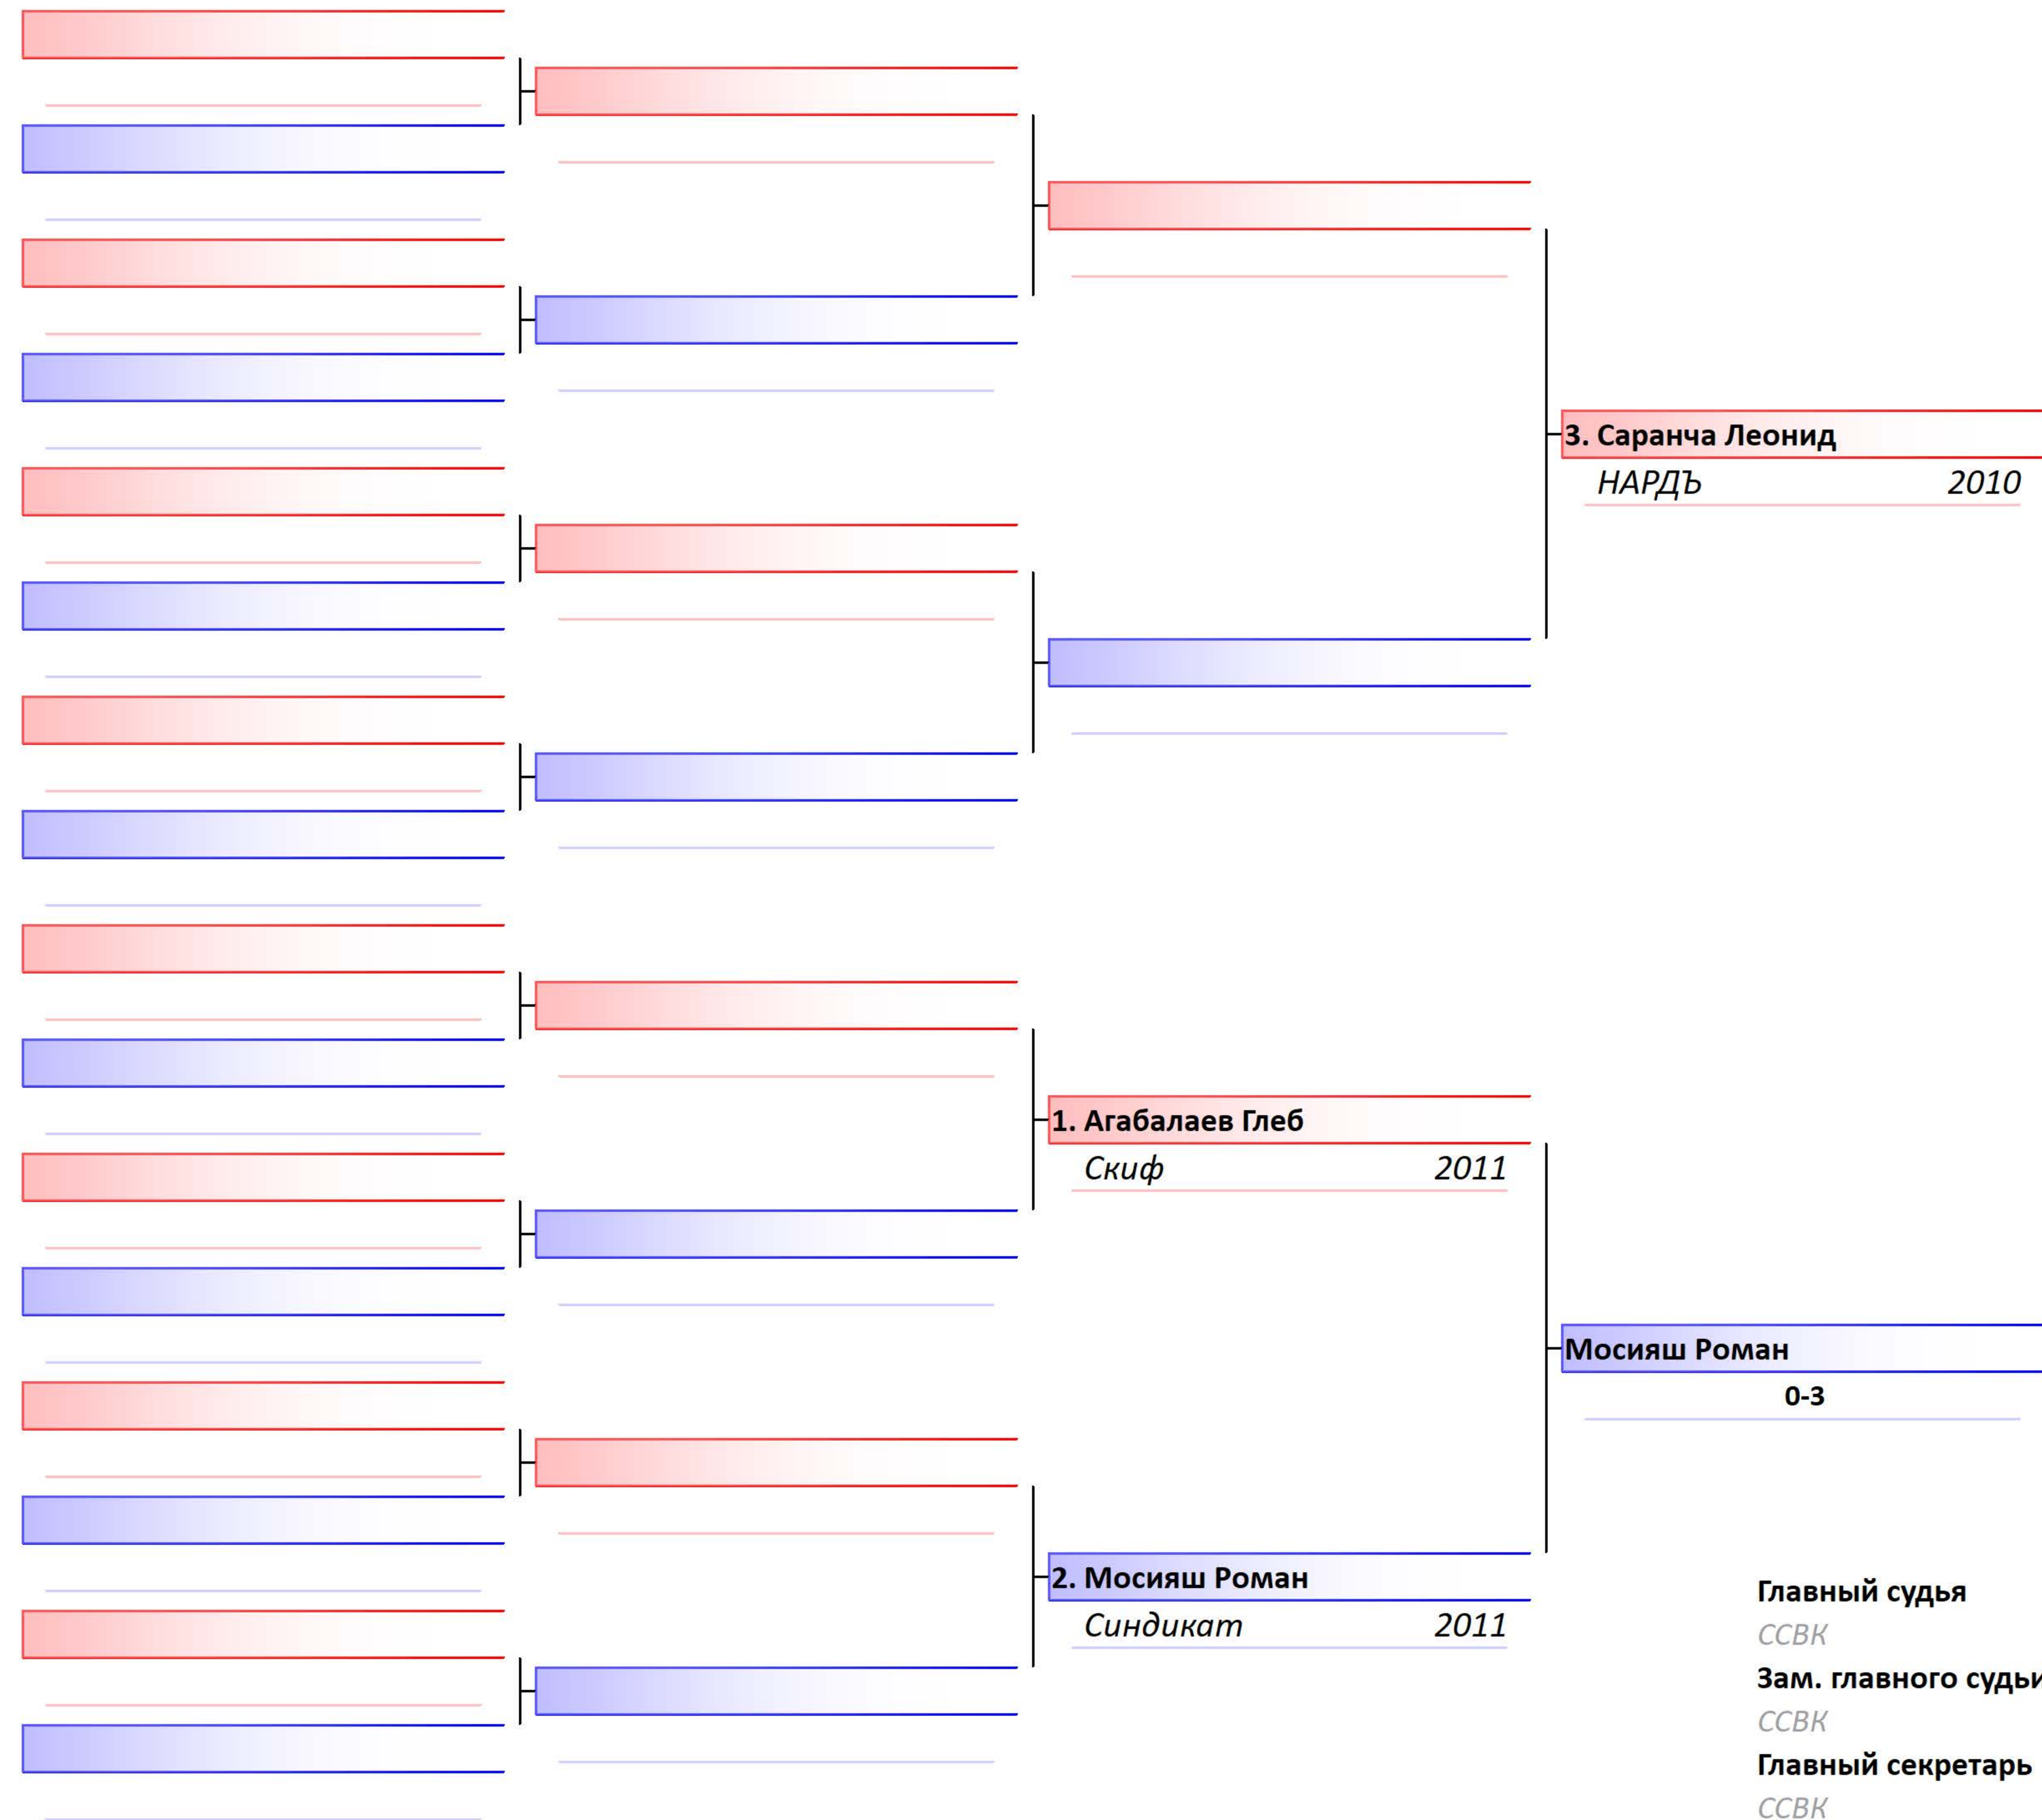 3. Саранча Леонид
НАРДЪ 2010
1. Агабалаев Глеб
Скиф 2011
Мосияш Роман
0-3
2. Мосияш Роман
Синдикат 2011
Главный судья
ССВК
Зам. главного судьи
ССВК
Главный секретарь
ССВК